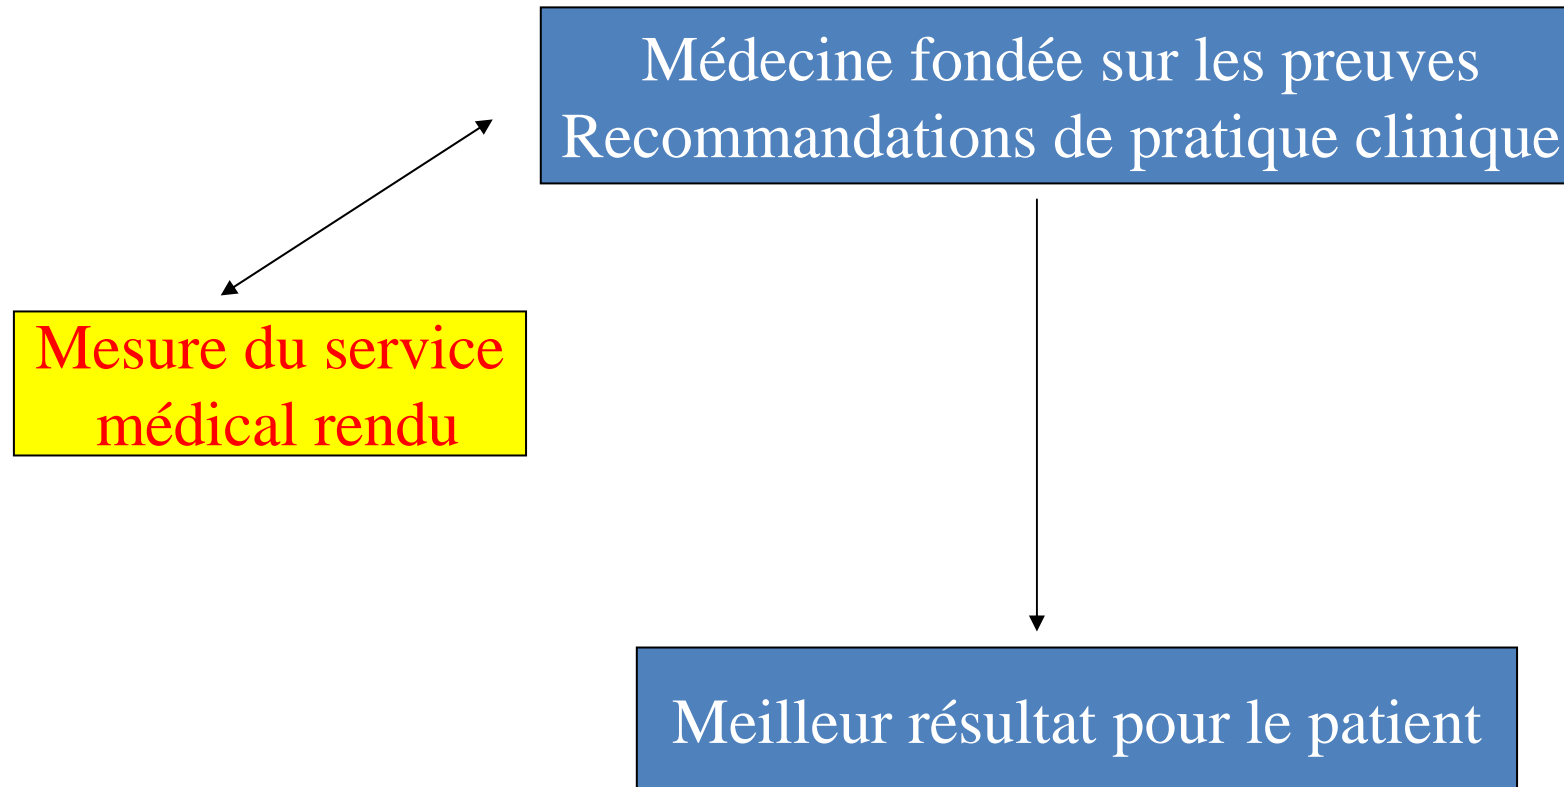 Médecine fondée sur les preuves
Recommandations de pratique clinique
Mesure du service
médical rendu
Meilleur résultat pour le patient